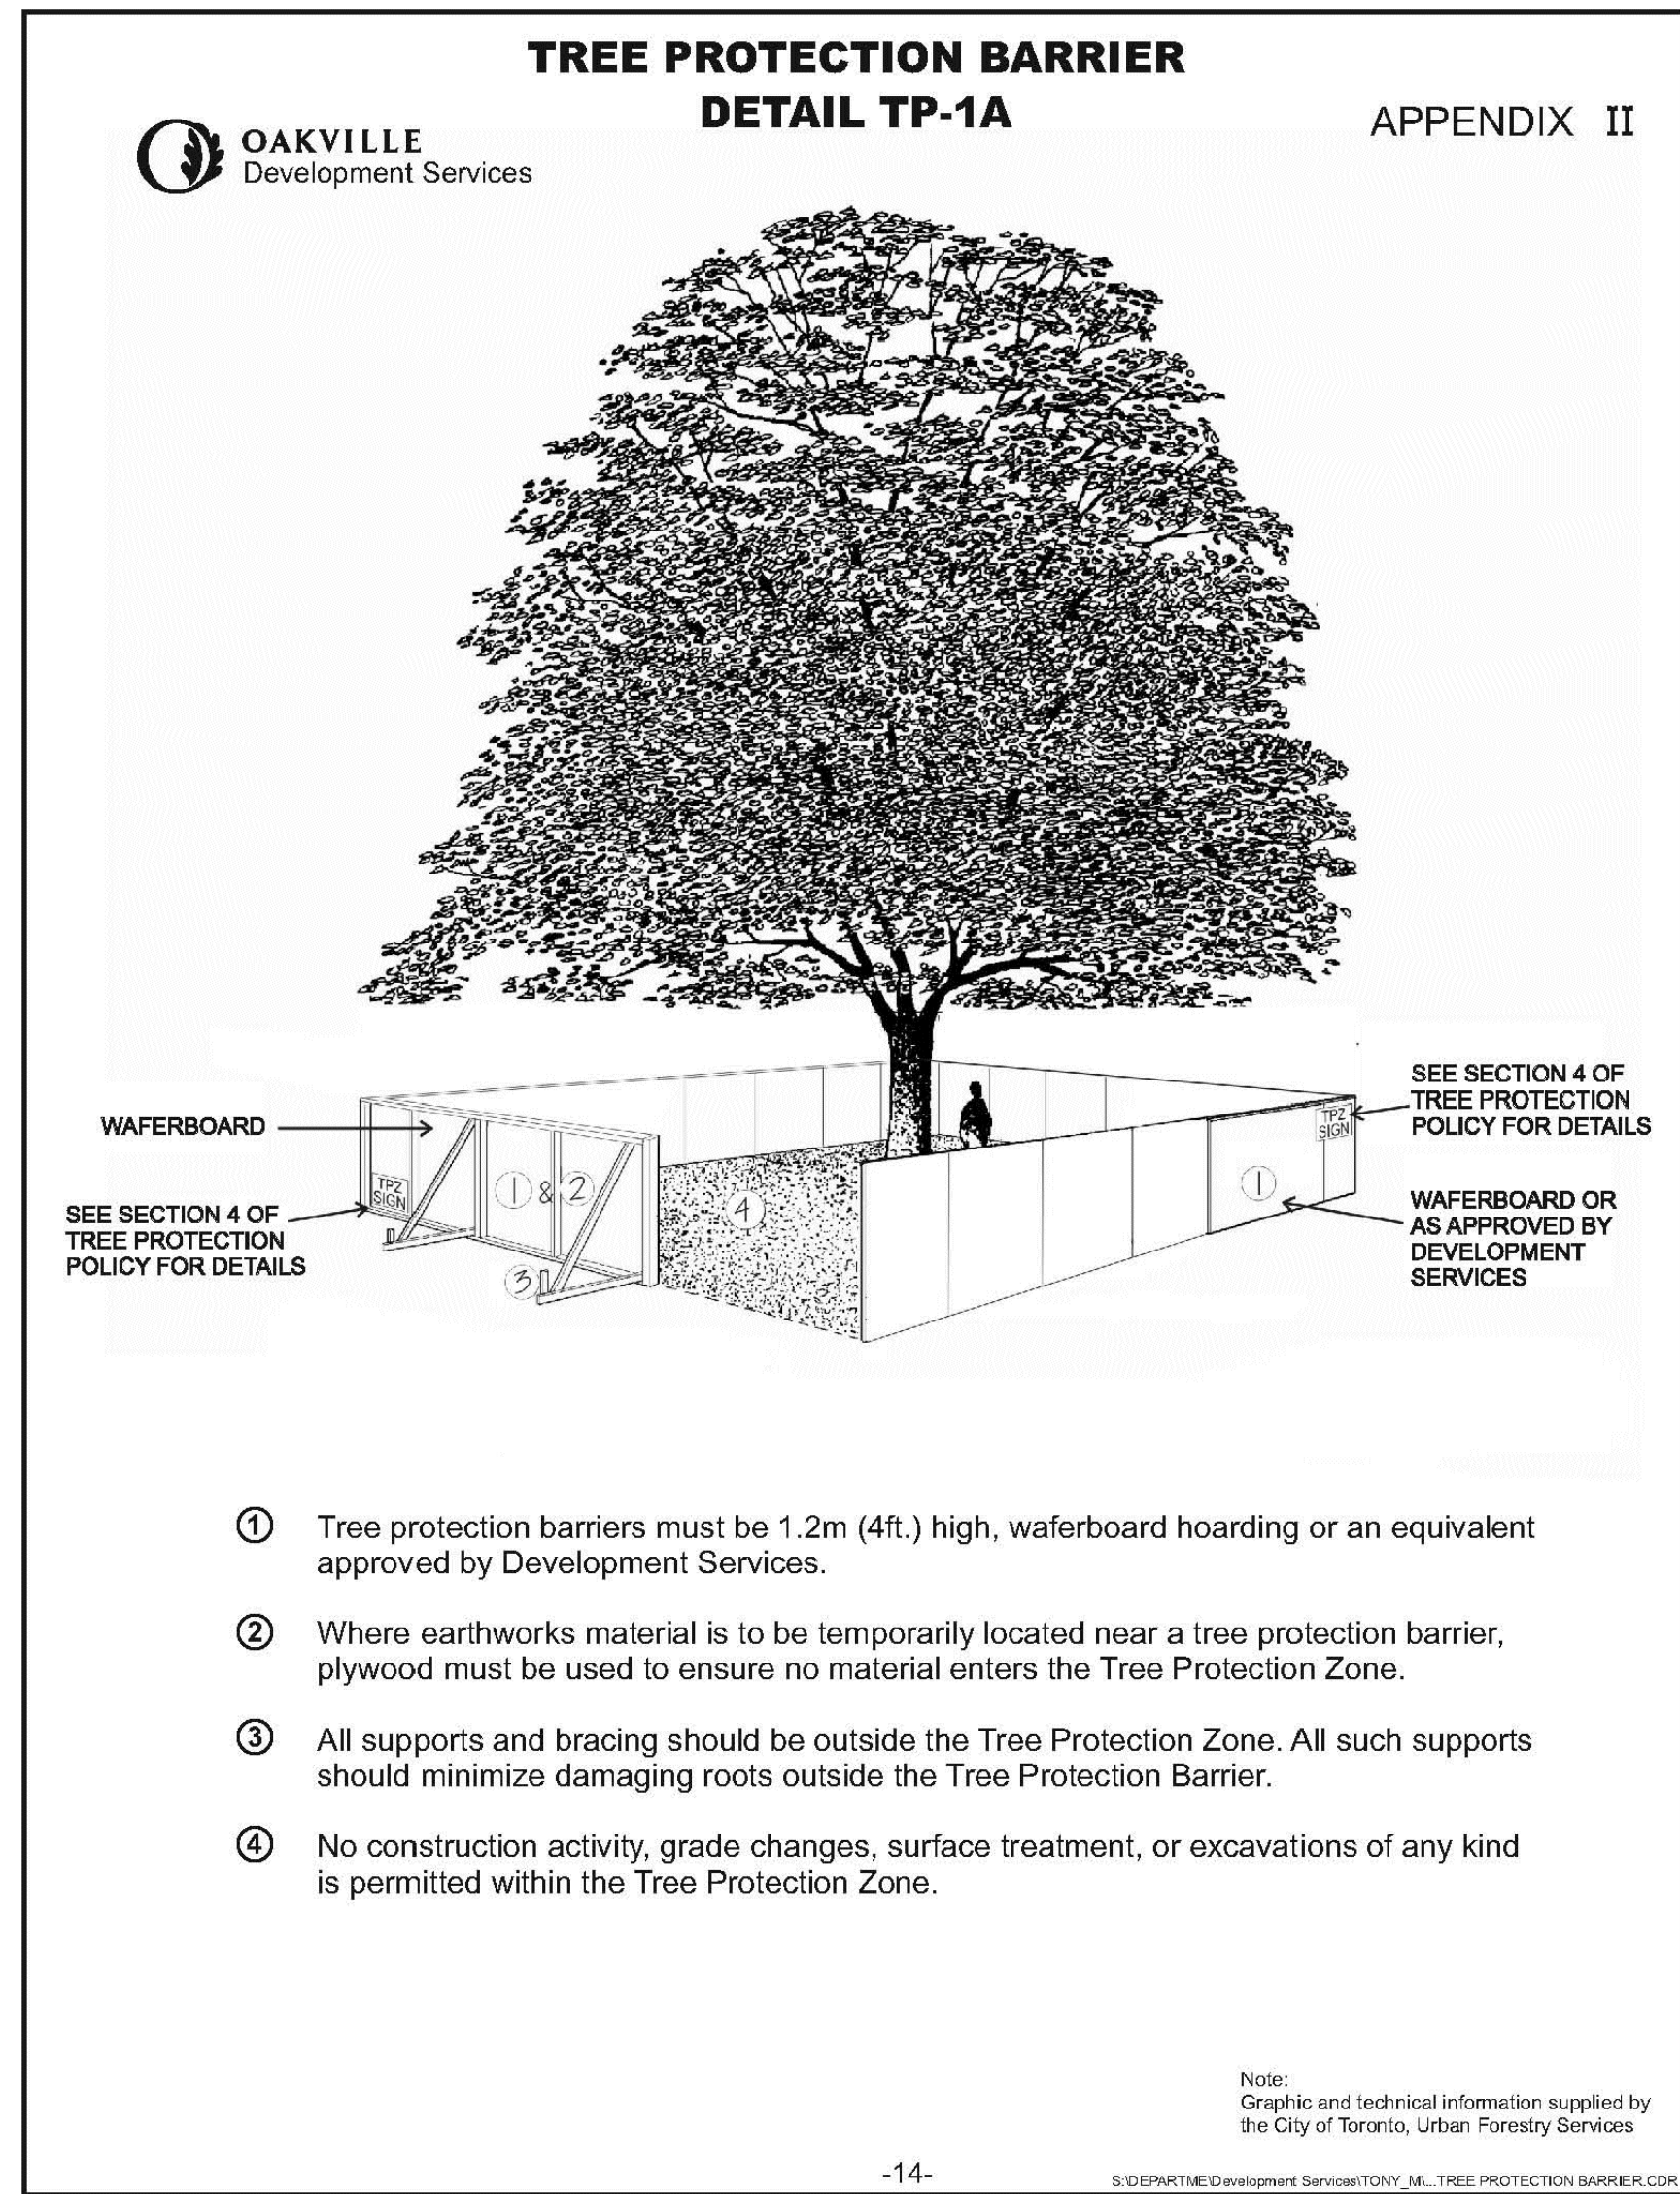 TREE PROTECTION BARRIER
DETAIL TP-1A
APPENDIX II
OAKVILLE
Development Services
WAFERBOARD
SEE SECTION 4 OF
TREE PROTECTION
POLICY FOR DETAILS
TPZ
SIGN
1 & 2
3
4
TPZ
SIGN
1
SEE SECTION 4 OF
TREE PROTECTION
POLICY FOR DETAILS
WAFERBOARD OR
AS APPROVED BY
DEVELOPMENT
SERVICES
1 Tree protection barriers must be 1.2m (4ft.) high, waferboard hoarding or an equivalent
approved by Development Services.
2 Where earthworks material is to be temporarily located near a tree protection barrier,
plywood must be used to ensure no material enters the Tree Protection Zone.
3 All supports and bracing should be outside the Tree Protection Zone. All such supports
should minimize damaging roots outside the Tree Protection Barrier.
4 No construction activity, grade changes, surface treatment, or excavations of any kind
is permitted within the Tree Protection Zone.
Note:
Graphic and technical information supplied by
the City of Toronto, Urban Forestry Services
-14-
S:\DEPARTME\Development Services\TONY_M\...TREE PROTECTION BARRIER.CDR